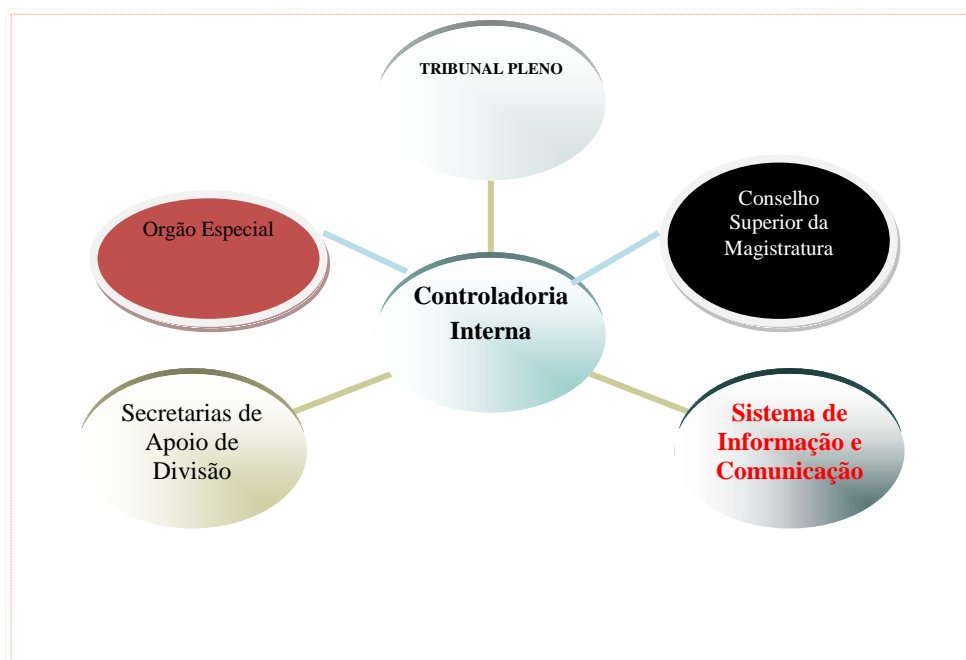 TRIBUNAL PLENO
Orgão Especial
Conselho
Superior da
Magistratura
Controladoria
Interna
Secretarias de
Apoio de
Divisão
Sistema de
Informação e
Comunicação